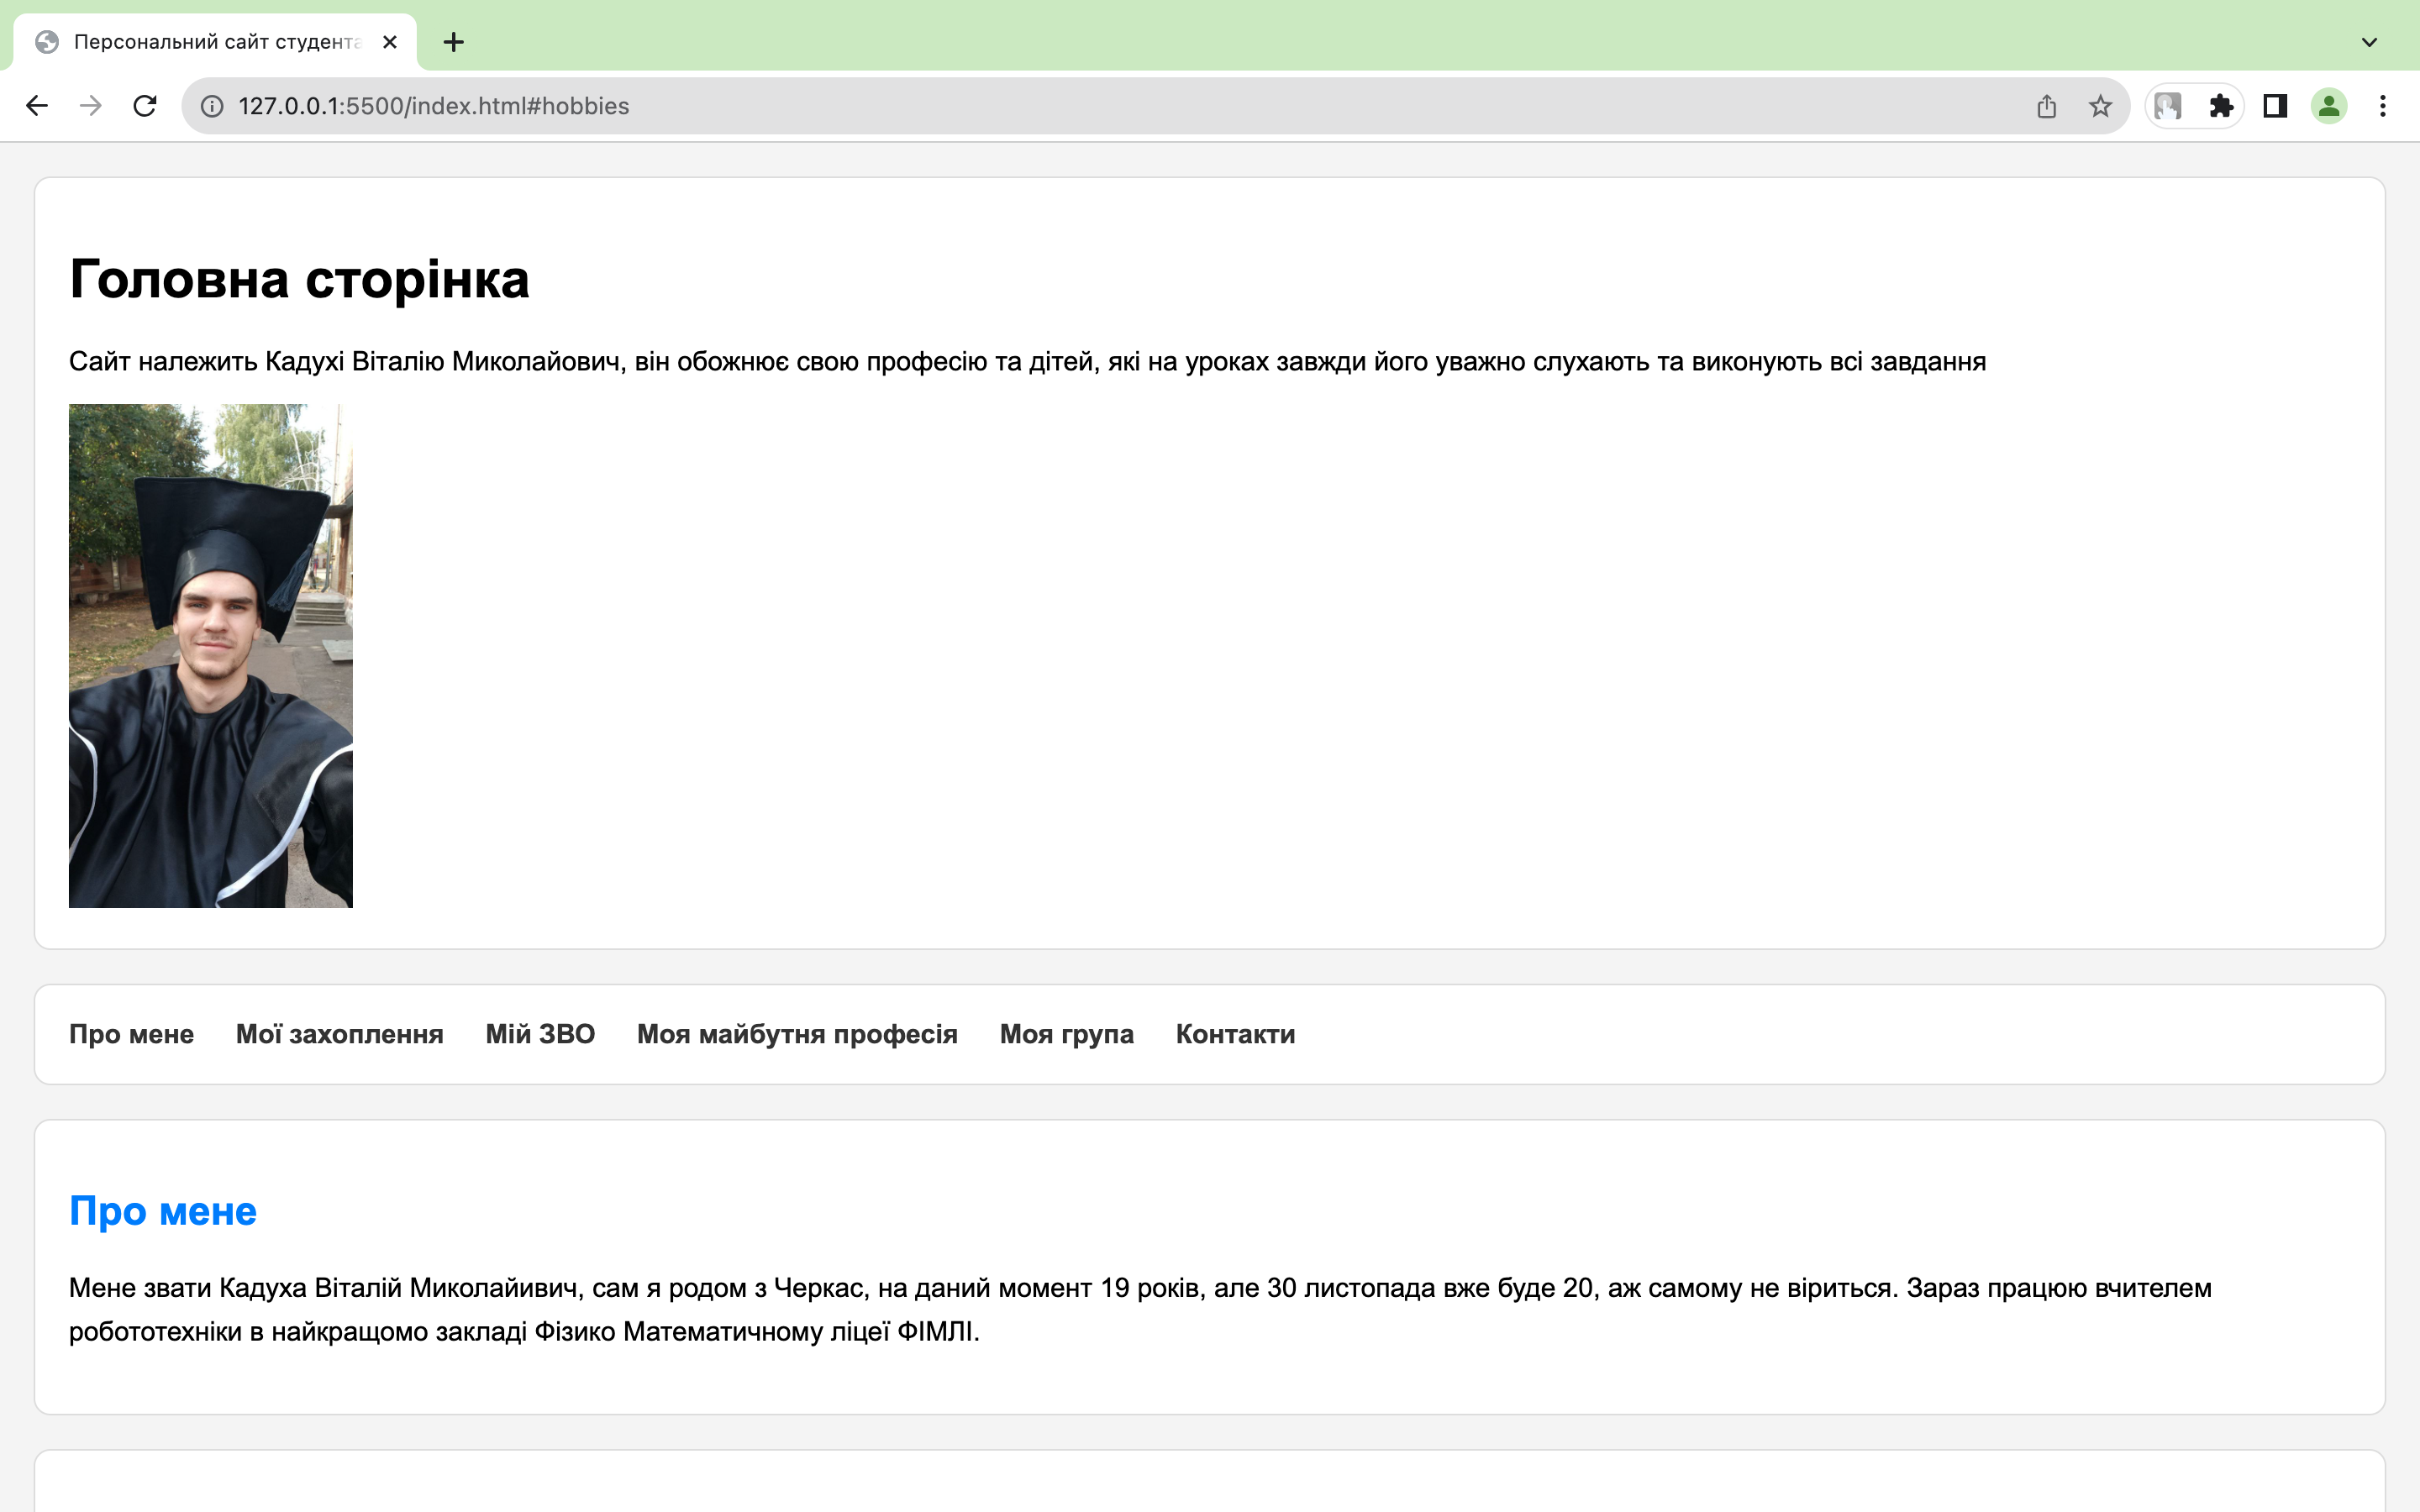 Персональний сайт студента
127.0.0.1:5500/index.html#hobbies
Головна сторінка
Сайт належить Кадухі Віталію Миколайович, він обожнює свою професію та дітей, які на уроках завжди його уважно слухають та виконують всі завдання
Про мене Мої захоплення Мій ЗВО Моя майбутня професія Моя група Контакти
Про мене
Мене звати Кадуха Віталій Миколайивич, сам я родом з Черкас, на даний момент 19 років, але 30 листопада вже буде 20, аж самому не віриться. Зараз працюю вчителем
робототехніки в найкращомо закладі Фізико Математичному ліцеї ФІМЛІ.